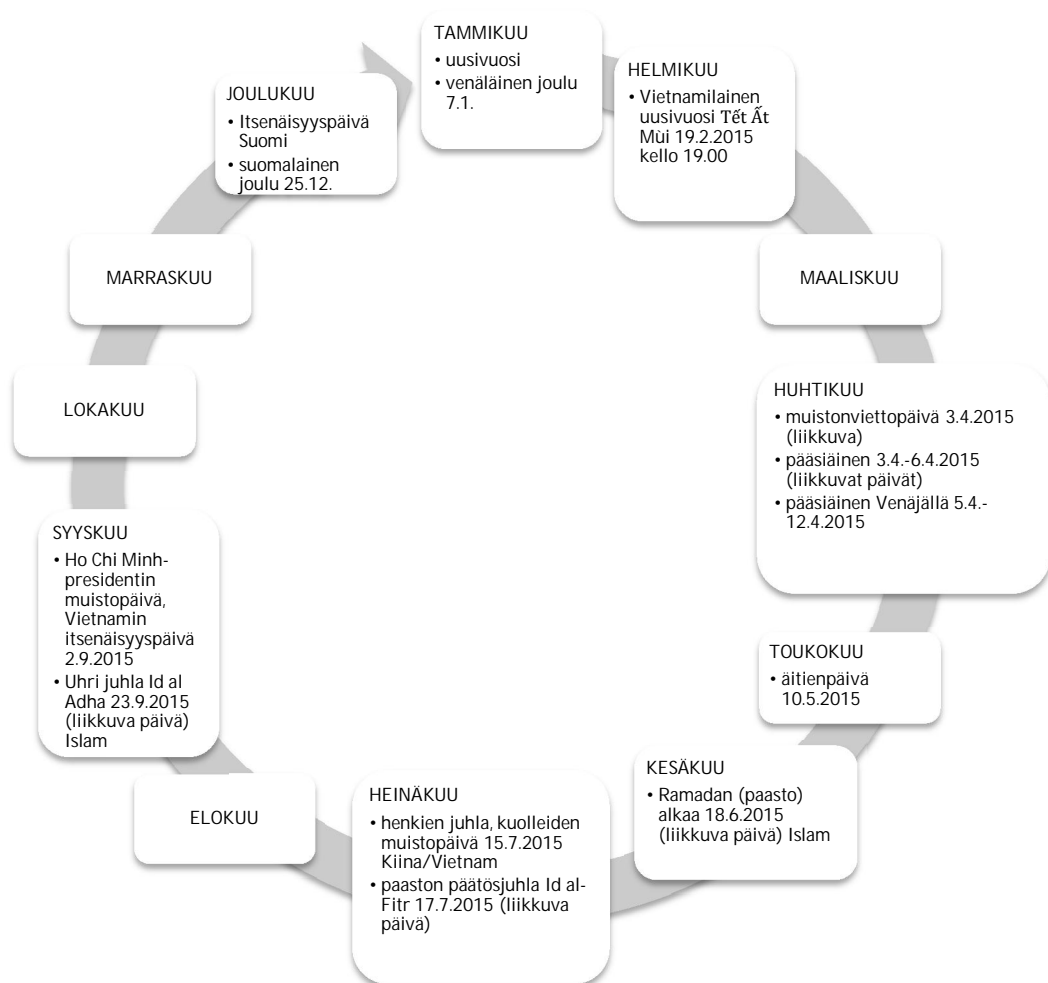 TAMMIKUU
• uusivuosi
• venäläinen joulu
7.1.
HELMIKUU
• Vietnamilainen
uusivuosi Tết Ất
Mùi 19.2.2015
kello 19.00
MAALISKUU
HUHTIKUU
• muistonviettopäivä 3.4.2015
(liikkuva)
• pääsiäinen 3.4.-6.4.2015
(liikkuvat päivät)
• pääsiäinen Venäjällä 5.4.-
12.4.2015
TOUKOKUU
• äitienpäivä
10.5.2015
KESÄKUU
• Ramadan (paasto)
alkaa 18.6.2015
(liikkuva päivä) Islam
HEINÄKUU
• henkien juhla, kuolleiden
muistopäivä 15.7.2015
Kiina/Vietnam
• paaston päätösjuhla Id al-
Fitr 17.7.2015 (liikkuva
päivä)
ELOKUU
SYYSKUU
• Ho Chi Minh-
presidentin
muistopäivä,
Vietnamin
itsenäisyyspäivä
2.9.2015
• Uhri juhla Id al
Adha 23.9.2015
(liikkuva päivä)
Islam
LOKAKUU
MARRASKUU
JOULUKUU
• Itsenäisyyspäivä
Suomi
• suomalainen
joulu 25.12.